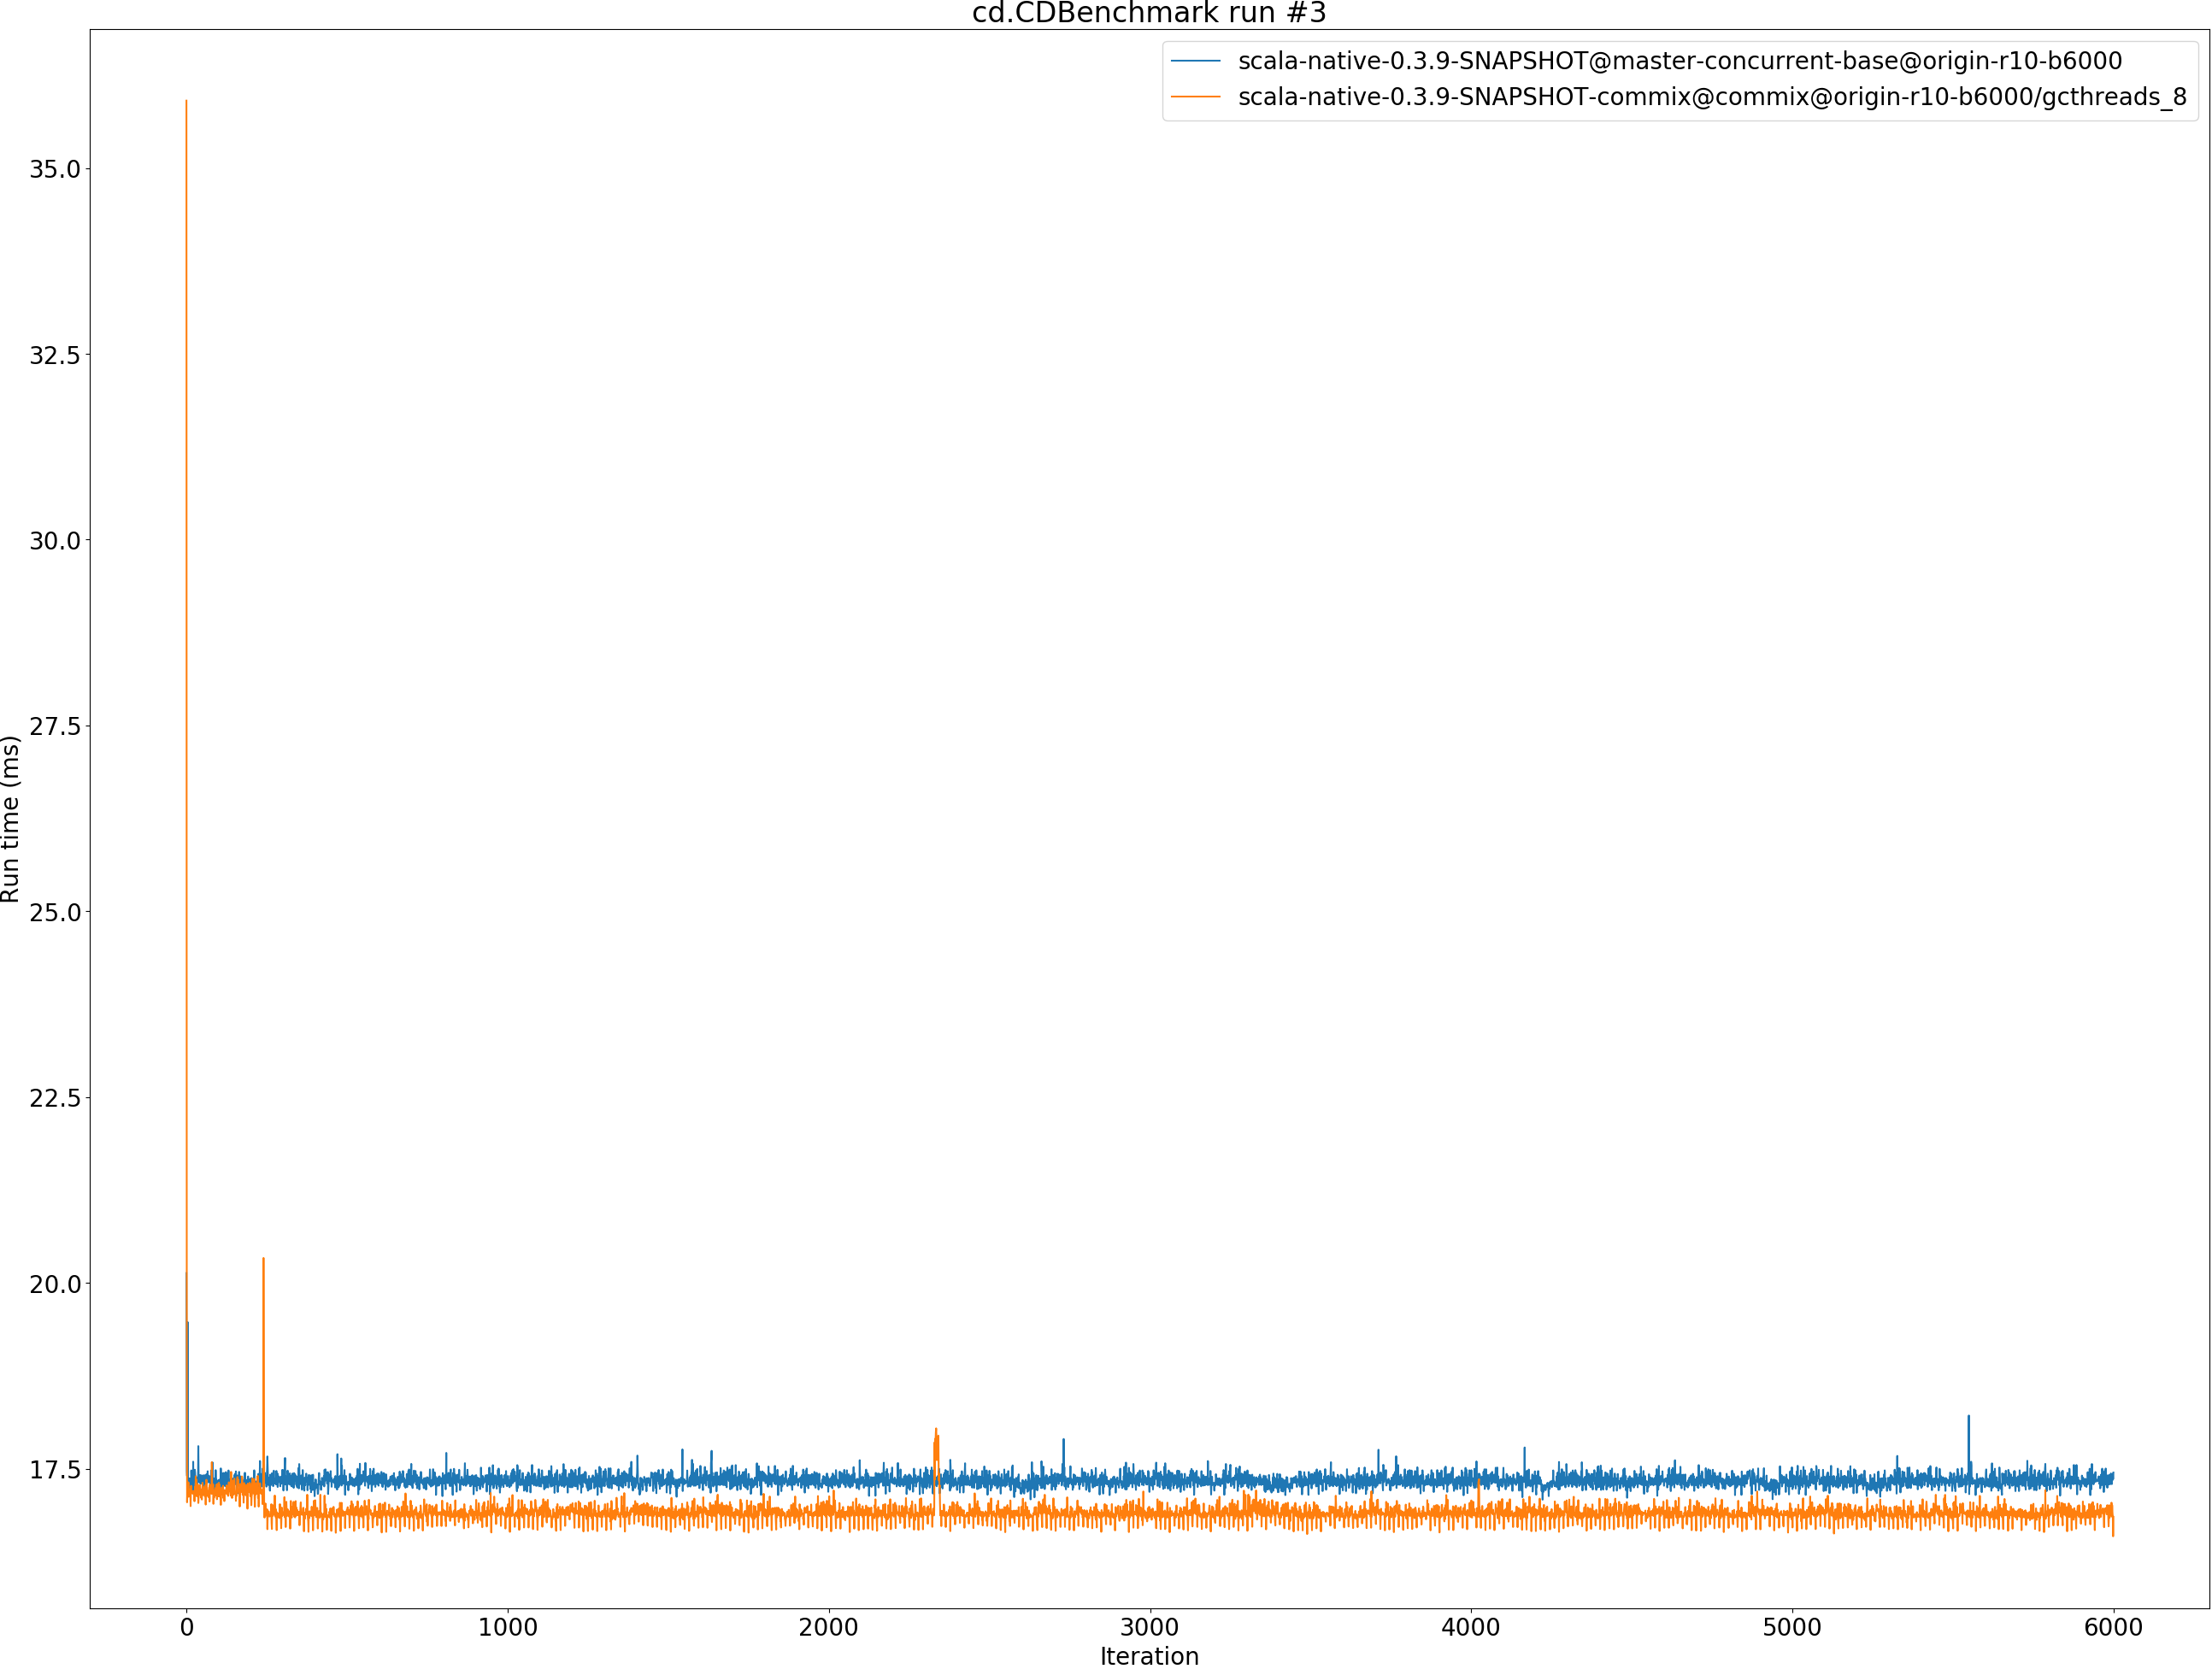 cd.CDBenchmark run #3
scala-native-0.3.9-SNAPSHOT@master-concurrent-base@origin-r10-b6000
scala-native-0.3.9-SNAPSHOT-commix@commix@origin-r10-b6000/gcthreads_8
35.0
32.5
30.0
27.5
25.0
22.5
20.0
17.5
Run time (ms)
0 1000 2000 3000 4000 5000 6000
Iteration